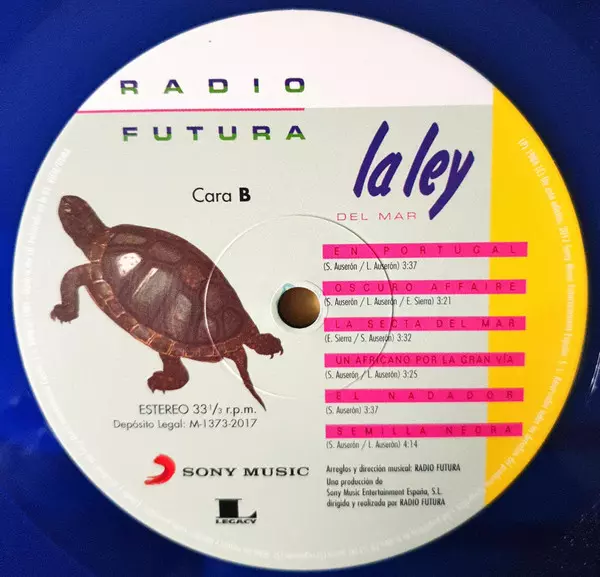 RADIO
FUTURA
la ley
DEL MAR
Cara B
EN PORTUGAL
(S. Auserón / L. Auserón) 3:37
OSCURO AFFAIRE
(S. Auserón / L. Auserón / E. Sierra) 3:21
LA SECTA DEL MAR
(E. Sierra / S. Auserón) 3:32
UN AFRICANO POR LA GRAN VÍA
(S. Auserón / L. Auserón) 3:25
EL NADADOR
(S. Auserón) 3:37
SEMILLA NEGRA
(S. Auserón / L. Auserón) 4:14
ESTEREO 33 1/3 r.p.m.
Depósito Legal: M-1373-2017
SONY MUSIC
L
LEGACY
Arreglos y dirección musical: RADIO FUTURA
Una producción de
Sony Music Entertainment España, S.L.
dirigida y realizada por RADIO FUTURA